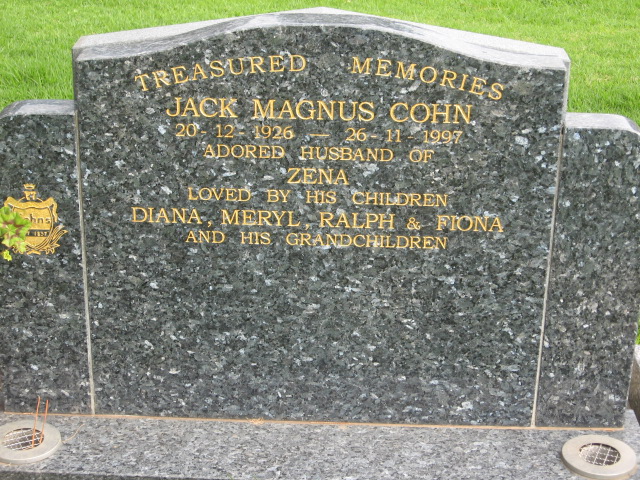 TREASURED MEMORIES
JACK MAGNUS COHN
20-12-1926 — 26-11-1997
ADORED HUSBAND OF
ZENA
LOVED BY HIS CHILDREN
DIANA, MERYL, RALPH & FIONA
AND HIS GRANDCHILDREN